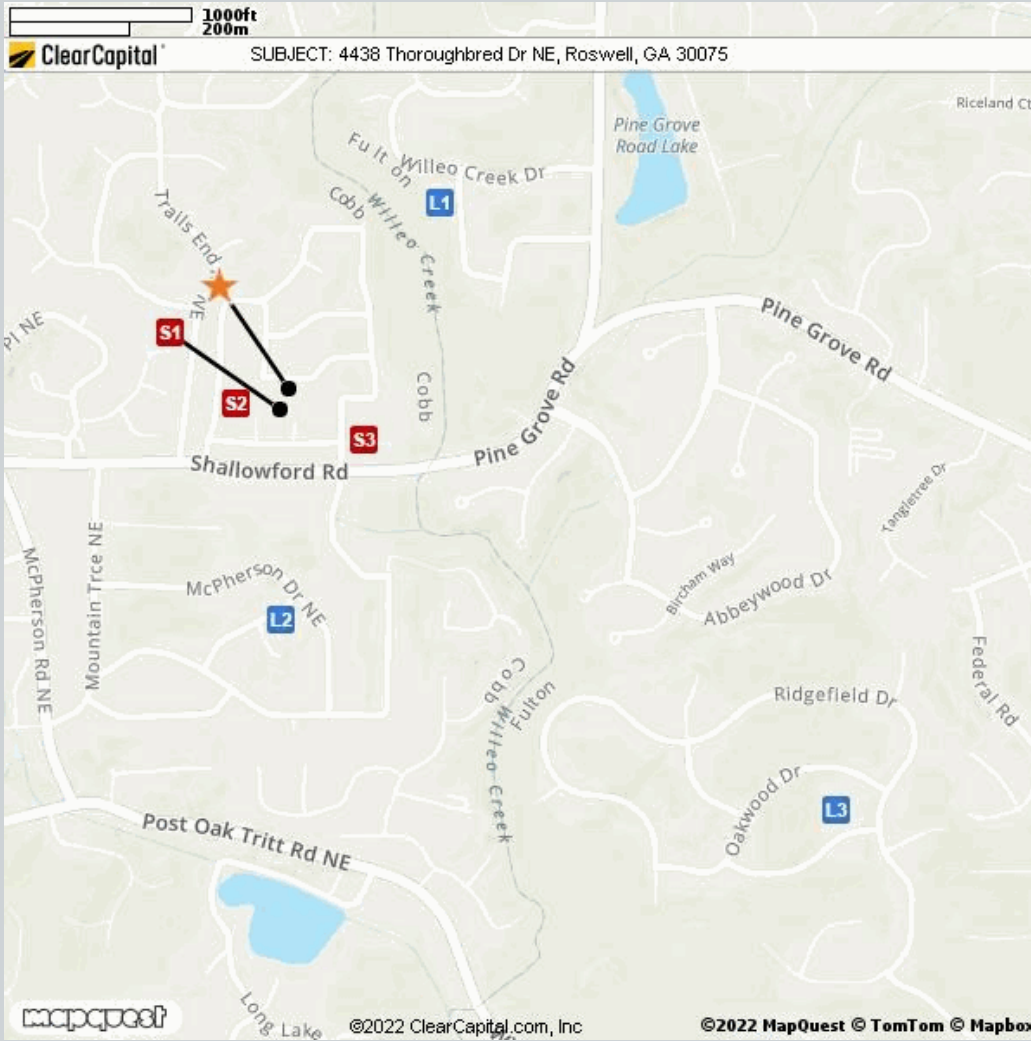 1000ft
200m
ClearCapital
SUBJECT: 4438 Thoroughbred Dr NE, Roswell, GA 30075
Riceland Ct
Pine Grove
Road Lake
Fulton
Willeo Creek Dr
Cobb
L1
Willeo Creek
Trails End
NE
S1
Pl NE
Pine Grove Rd
S2
Cobb
Pine Grove Rd
S3
Shallowford Rd
Tangletree Dr
McPherson Rd NE
Mountain Trce NE
McPherson Dr NE
L2
Bircham Way
Abbeywood Dr
Federal Rd
Cobb
Fulton
Willeo Creek
Ridgefield Dr
Oakwood Dr
L3
Post Oak Tritt Rd NE
Long Lake
mapquest
©2022 ClearCapital.com, Inc
©2022 MapQuest © TomTom © Mapbox